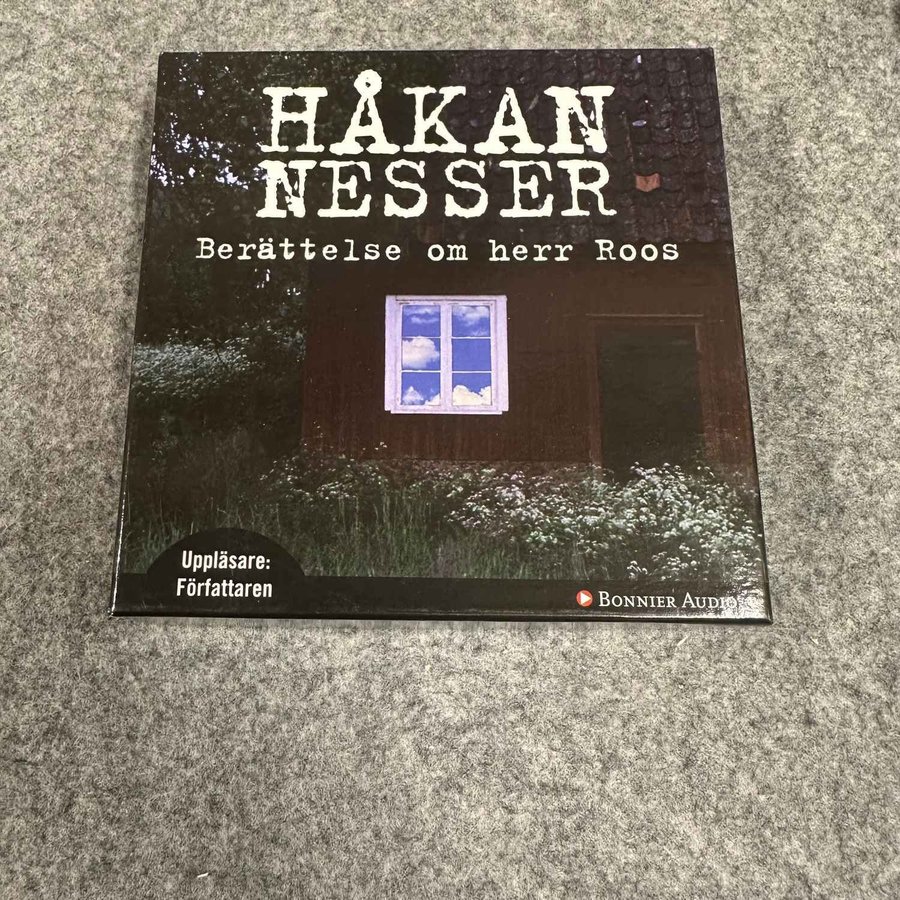 HÅKAN
NESSER
Berättelse om herr Roos
Uppläsare:
Författaren
BONNIER AUDIO